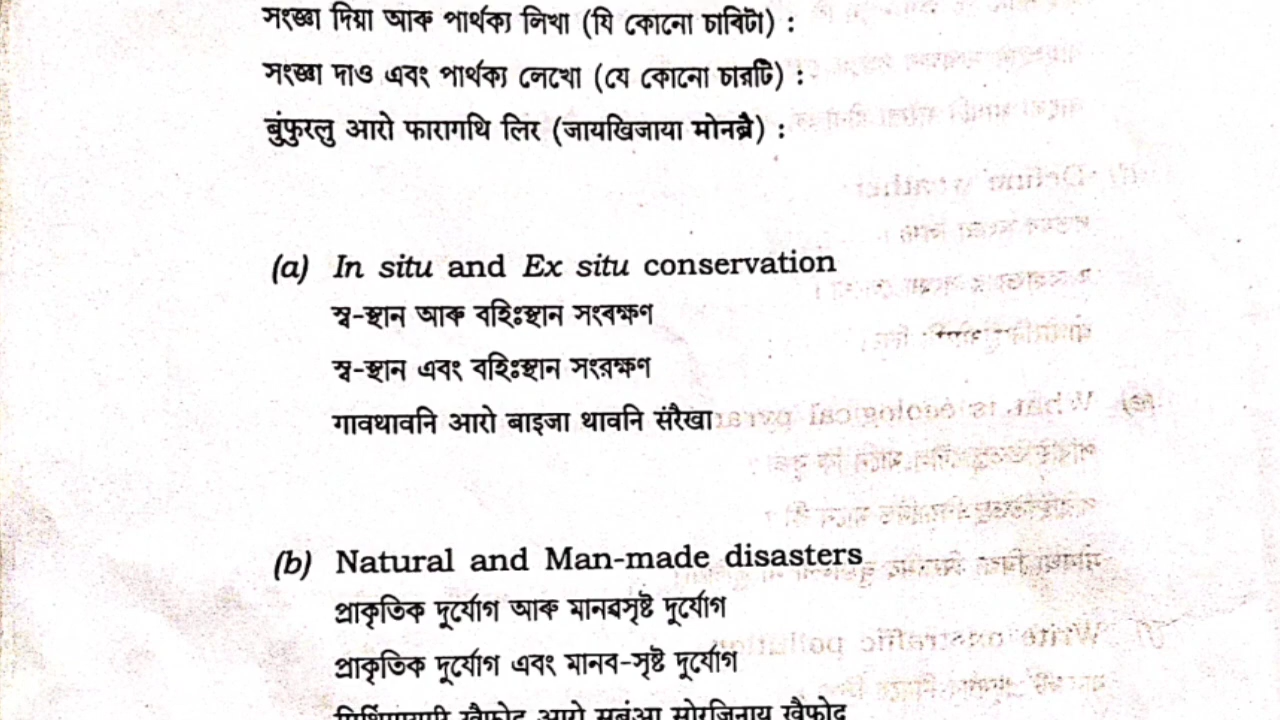 সংজ্ঞা দিয়া আৰু পাৰ্থক্য লিখা (যি কোনো চাৰিটা) :
সংজ্ঞা দাও এবং পার্থক্য লেখো (যে কোনো চারটি) :
बुंफुरलु आरो फारागथि लिर (जायखिजाया मोनब्रै) :
(a) In situ and Ex situ conservation
স্ব-স্থান আৰু বহিঃস্থান সংৰক্ষণ
স্ব-স্থান এবং বহিঃস্থান সংরক্ষণ
गावथावनि आरो बाइजा थावनि संरैखा
(b) Natural and Man-made disasters
প্ৰাকৃতিক দুৰ্যোগ আৰু মানৱসৃষ্ট দুৰ্যোগ
প্রাকৃতিক দুর্যোগ এবং মানব-সৃষ্ট দুর্যোগ
खैफोद आरो सुबुंआ सोरजिनाय खैफोद